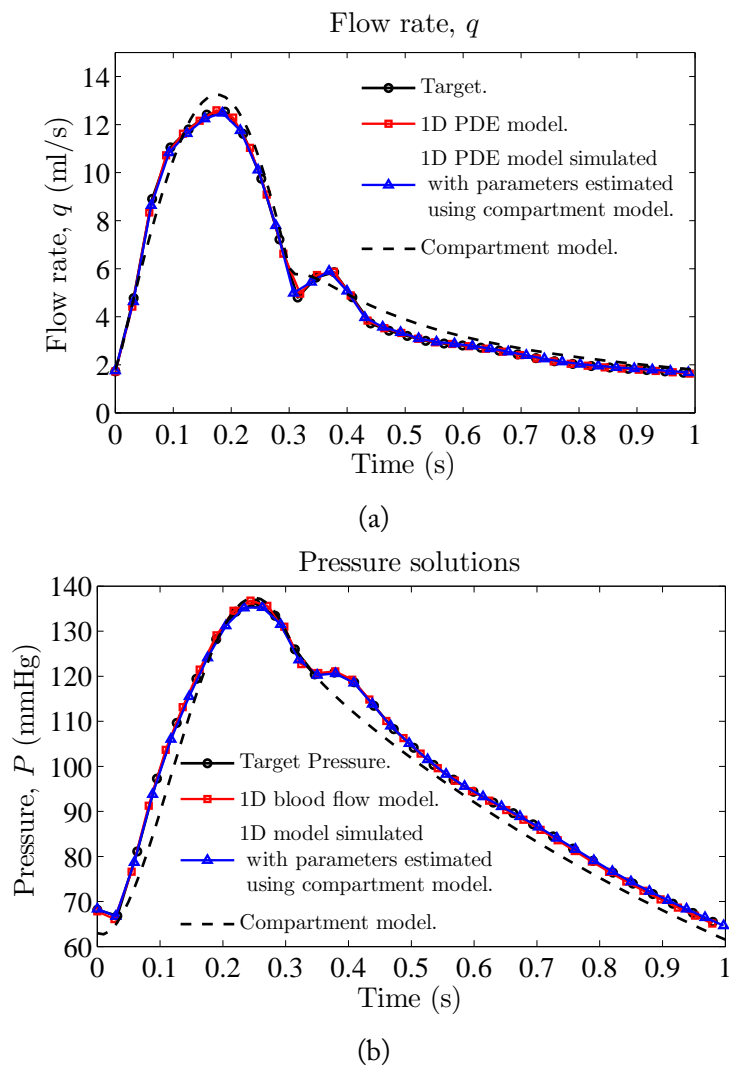 Flow rate, q
14
12
10
8
6
4
2
0
Flow rate, q (ml/s)
Target.
1D PDE model.
1D PDE model simulated
with parameters estimated
using compartment model.
Compartment model.
0 0.1 0.2 0.3 0.4 0.5 0.6 0.7 0.8 0.9 1
Time (s)
(a)
Pressure solutions
140
130
120
110
100
90
80
70
60
Pressure, P (mmHg)
Target Pressure.
1D blood flow model.
1D model simulated
with parameters estimated
using compartment model.
Compartment model.
0 0.1 0.2 0.3 0.4 0.5 0.6 0.7 0.8 0.9 1
Time (s)
(b)